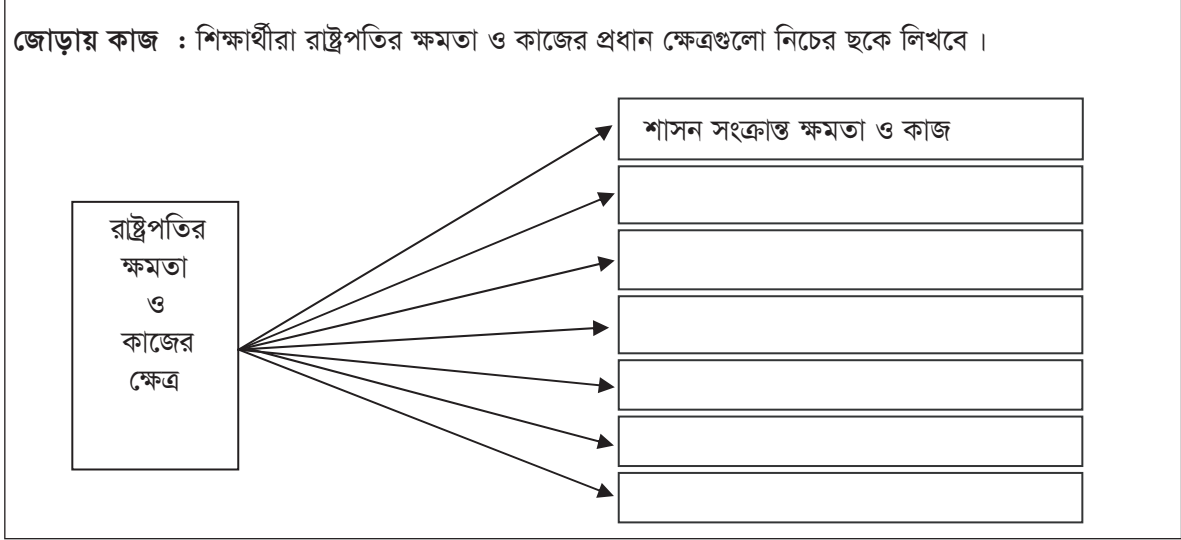 জোড়ায় কাজ : শিক্ষার্থীরা রাষ্ট্রপতির ক্ষমতা ও কাজের প্রধান ক্ষেত্রগুলো নিচের ছকে লিখবে ।
শাসন সংক্রান্ত ক্ষমতা ও কাজ
রাষ্ট্রপতির
ক্ষমতা
ও
কাজের
ক্ষেত্র